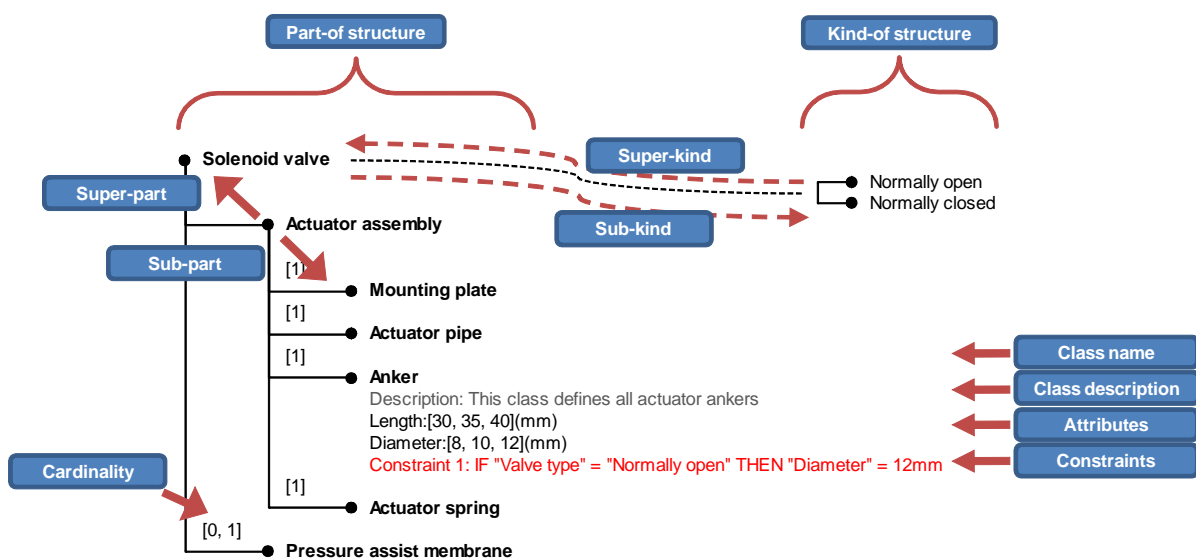 Part-of structure
Kind-of structure
Solenoid valve
Super-kind
Normally open
Normally closed
Super-part
Sub-kind
Actuator assembly
Sub-part
[1]
Mounting plate
[1]
Actuator pipe
[1]
Class name
Anker
Description: This class defines all actuator ankers
Class description
Length:[30, 35, 40](mm)
Attributes
Diameter:[8, 10, 12](mm)
Constraint 1: IF "Valve type" = "Normally open" THEN "Diameter" = 12mm
Constraints
Cardinality
[1]
Actuator spring
[0, 1]
Pressure assist membrane